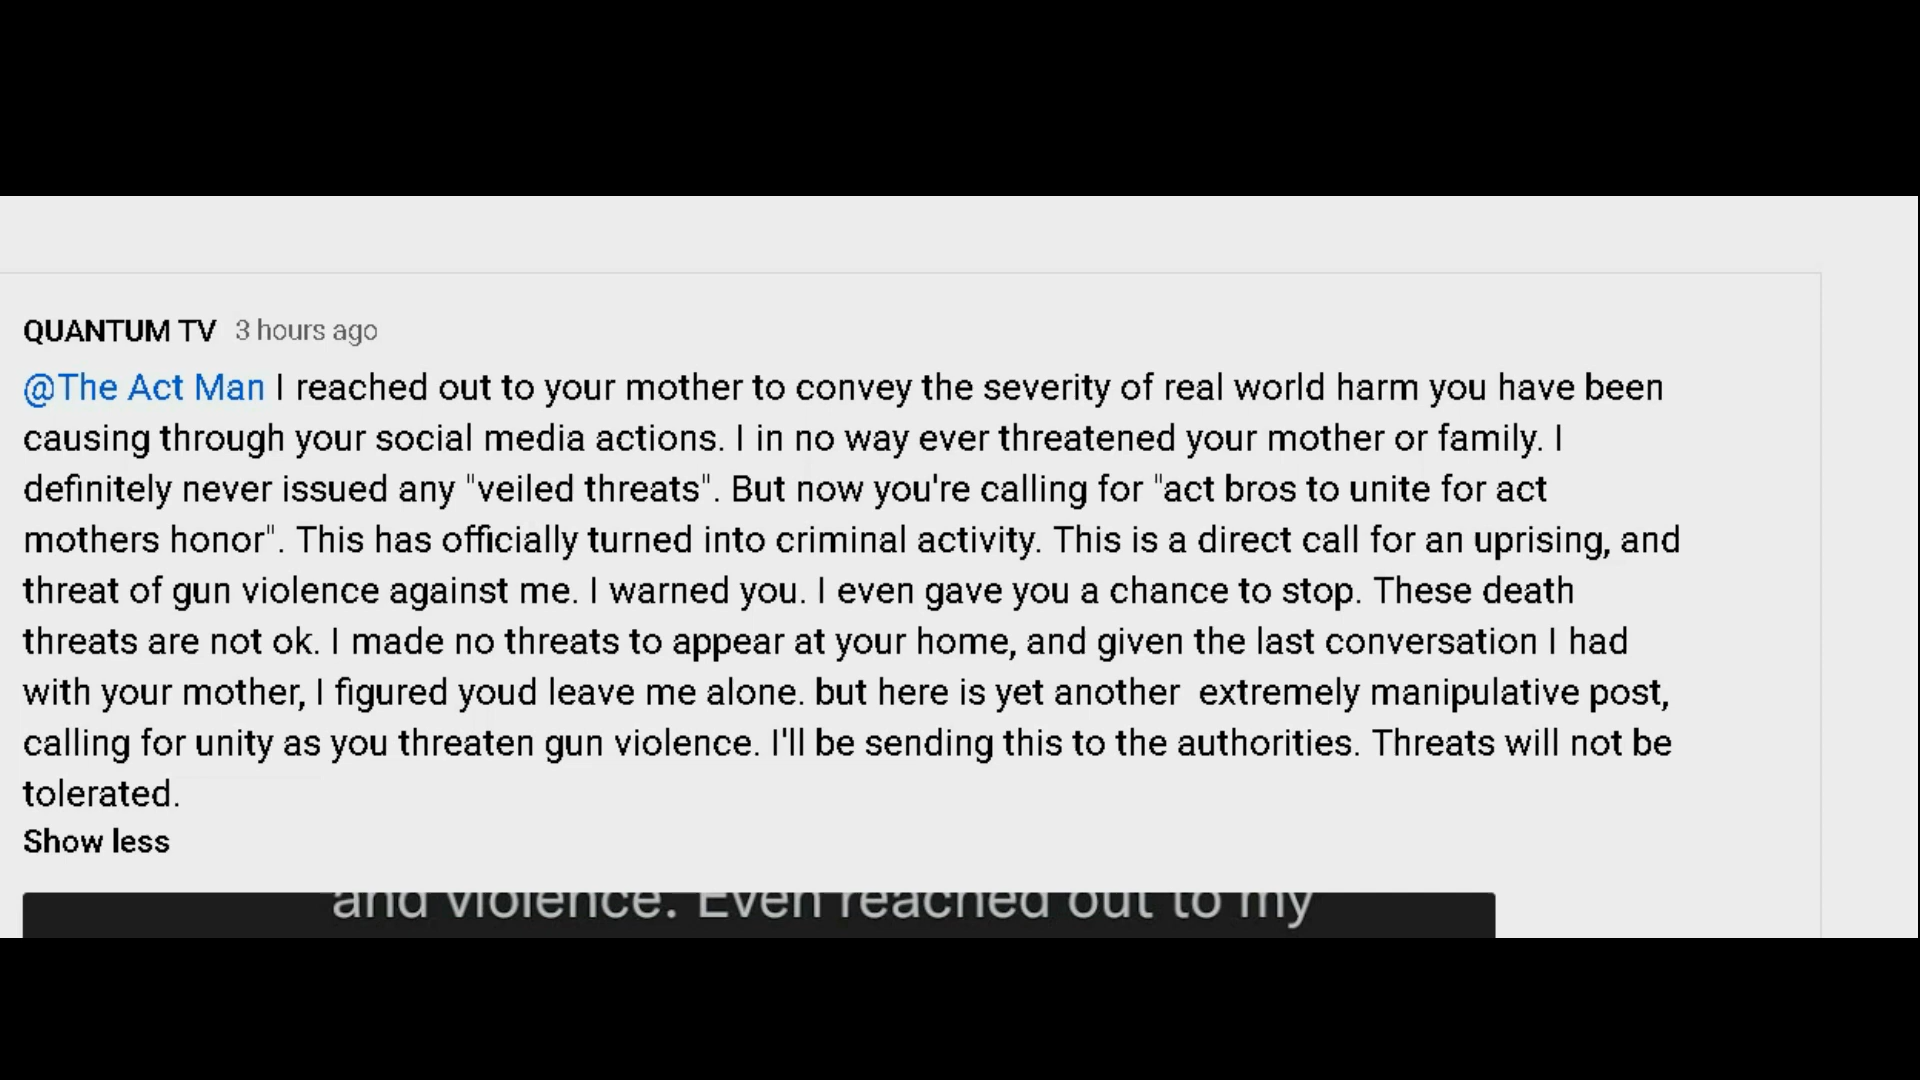 QUANTUM TV 3 hours ago
@The Act Man I reached out to your mother to convey the severity of real world harm you have been
causing through your social media actions. I in no way ever threatened your mother or family. I
definitely never issued any "veiled threats". But now you're calling for "act bros to unite for act
mothers honor". This has officially turned into criminal activity. This is a direct call for an uprising, and
threat of gun violence against me. I warned you. I even gave you a chance to stop. These death
threats are not ok. I made no threats to appear at your home, and given the last conversation I had
with your mother, I figured youd leave me alone. but here is yet another  extremely manipulative post,
calling for unity as you threaten gun violence. I'll be sending this to the authorities. Threats will not be
tolerated.
Show less
and violence. Even reached out to my